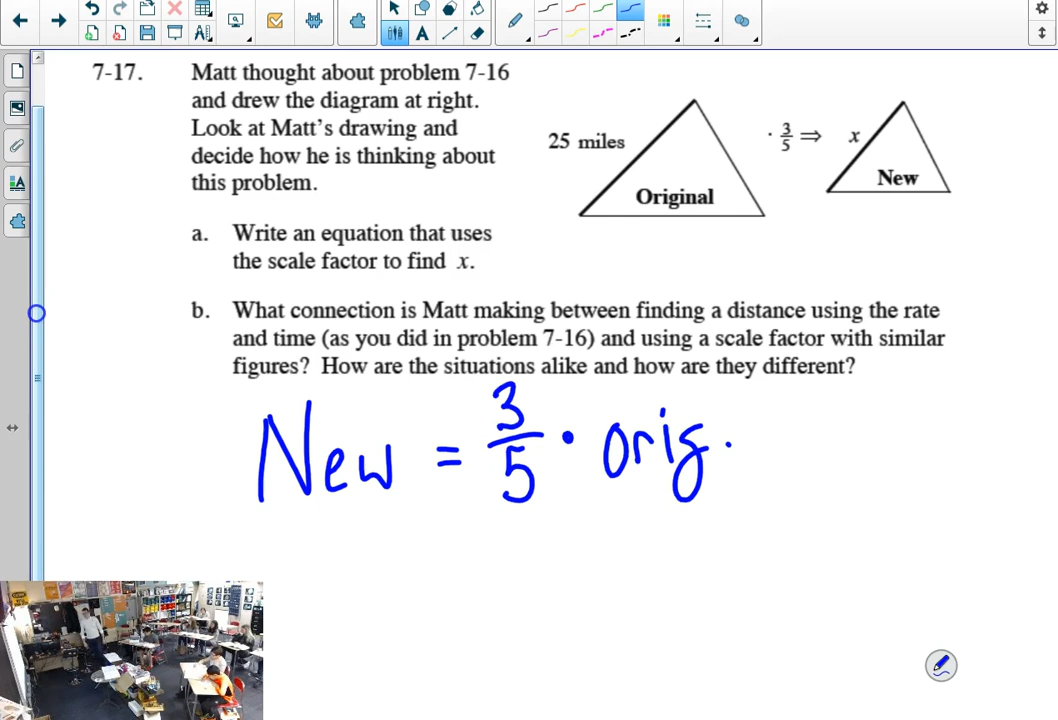 7-17. Matt thought about problem 7-16
and drew the diagram at right.
Look at Matt's drawing and
decide how he is thinking about
this problem.
25 miles
Original
· 3/5 ⇒
x
New
a. Write an equation that uses
the scale factor to find x.
b. What connection is Matt making between finding a distance using the rate
and time (as you did in problem 7-16) and using a scale factor with similar
figures? How are the situations alike and how are they different?
New = 3/5 · orig.